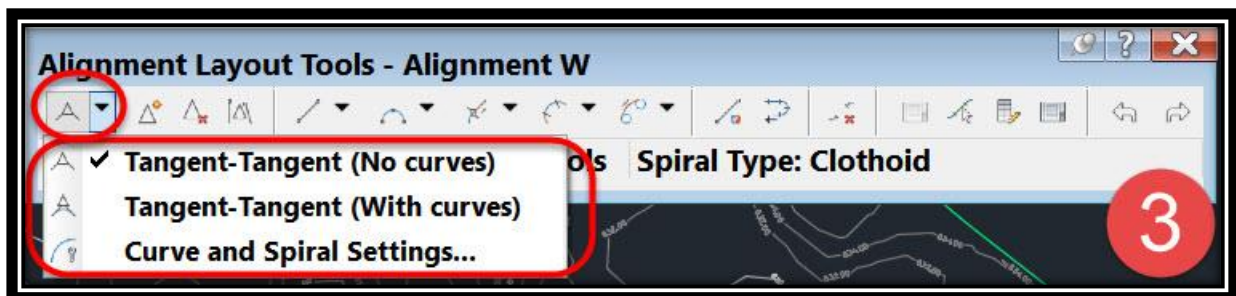 Alignment Layout Tools - Alignment W
?
Tangent-Tangent (No curves)
ols Spiral Type: Clothoid
Tangent-Tangent (With curves)
Curve and Spiral Settings...
3